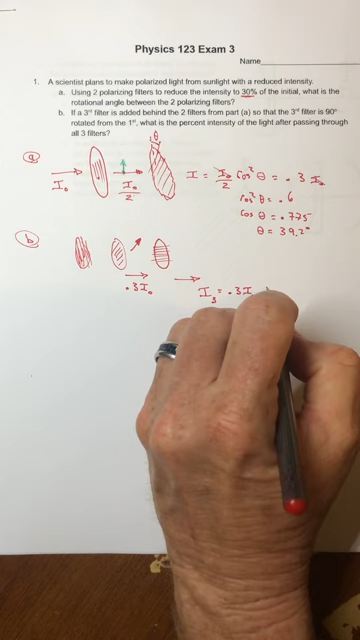 Physics 123 Exam 3
Name
1. A scientist plans to make polarized light from sunlight with a reduced intensity.
a. Using 2 polarizing filters to reduce the intensity to 30% of the initial, what is the
rotational angle between the 2 polarizing filters?
b. If a 3rd filter is added behind the 2 filters from part (a) so that the 3rd filter is 90°
rotated from the 1st, what is the percent intensity of the light after passing through
all 3 filters?
a
θ
I₀
I₀/2
I = I₀/2 cos²θ = .3 I₀
cos²θ = .6
cos θ = .775
θ = 39.2°
b
.3I₀
I₃ = .3I